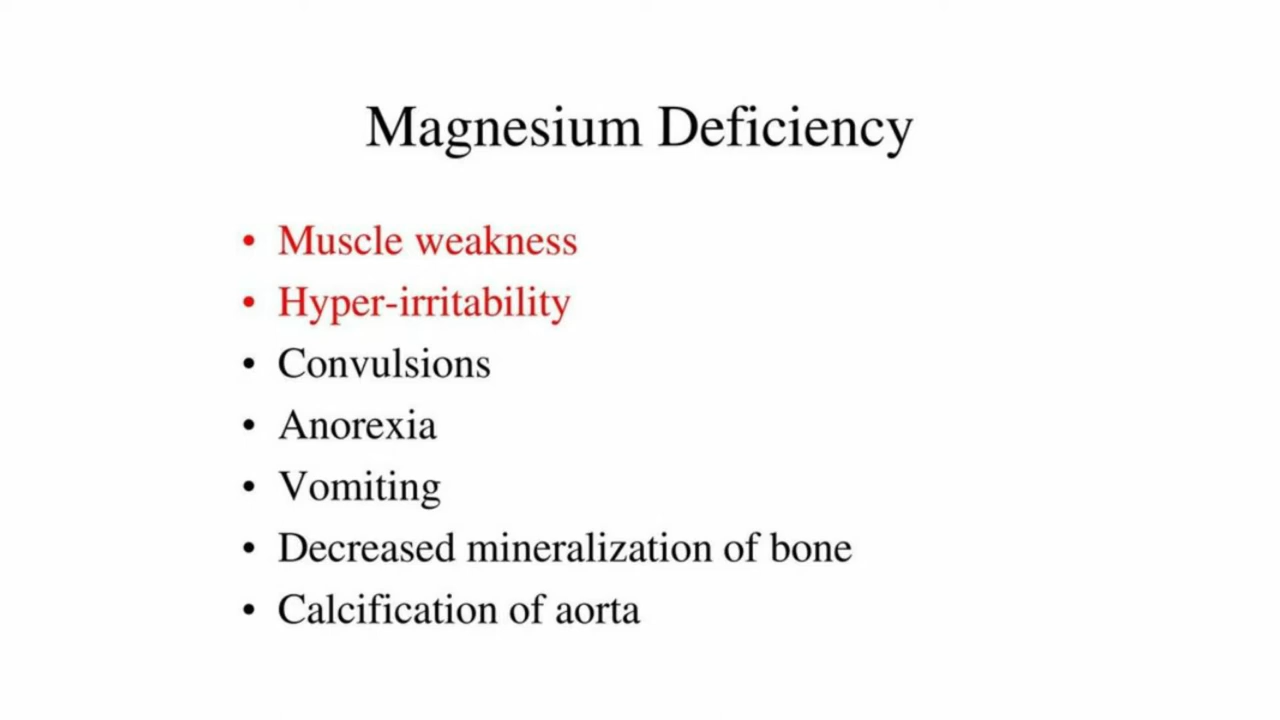 Magnesium Deficiency
• Muscle weakness
• Hyper-irritability
• Convulsions
• Anorexia
• Vomiting
• Decreased mineralization of bone
• Calcification of aorta